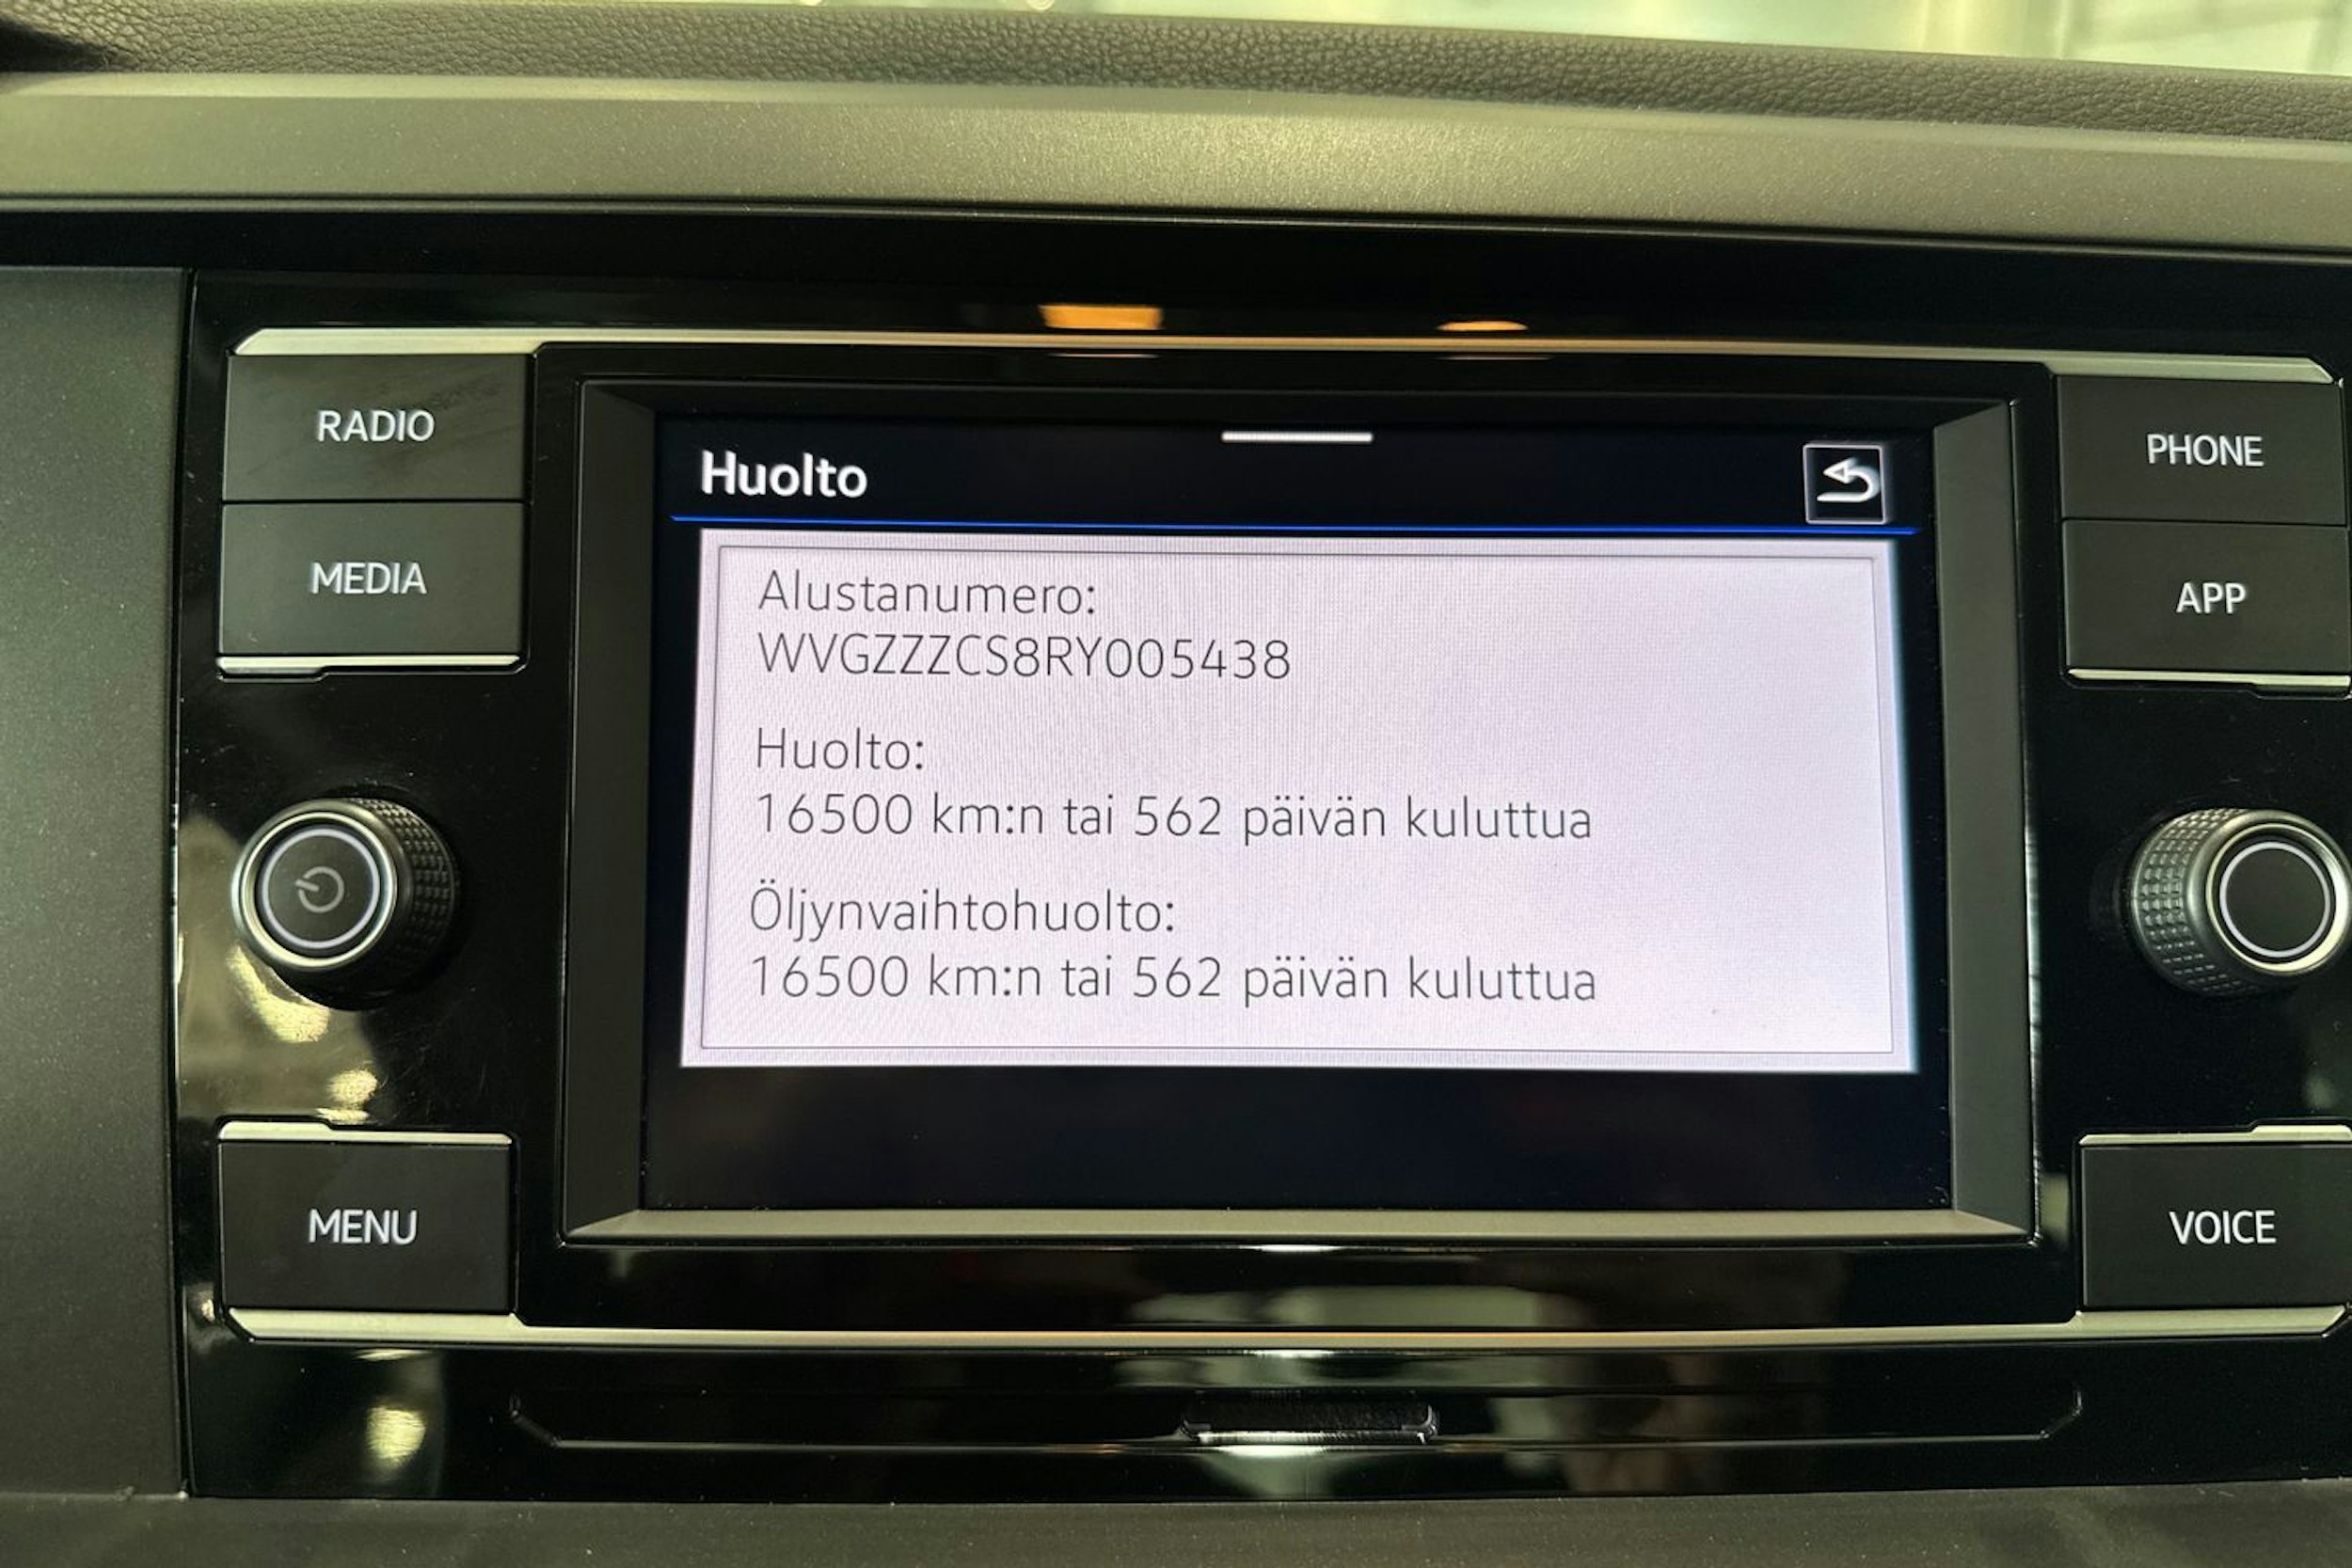 RADIO
MEDIA
MENU
Huolto
Alustanumero:
WVGZZZCS8RY005438
Huolto:
16500 km:n tai 562 päivän kuluttua
Öljynvaihtohuolto:
16500 km:n tai 562 päivän kuluttua
PHONE
APP
VOICE